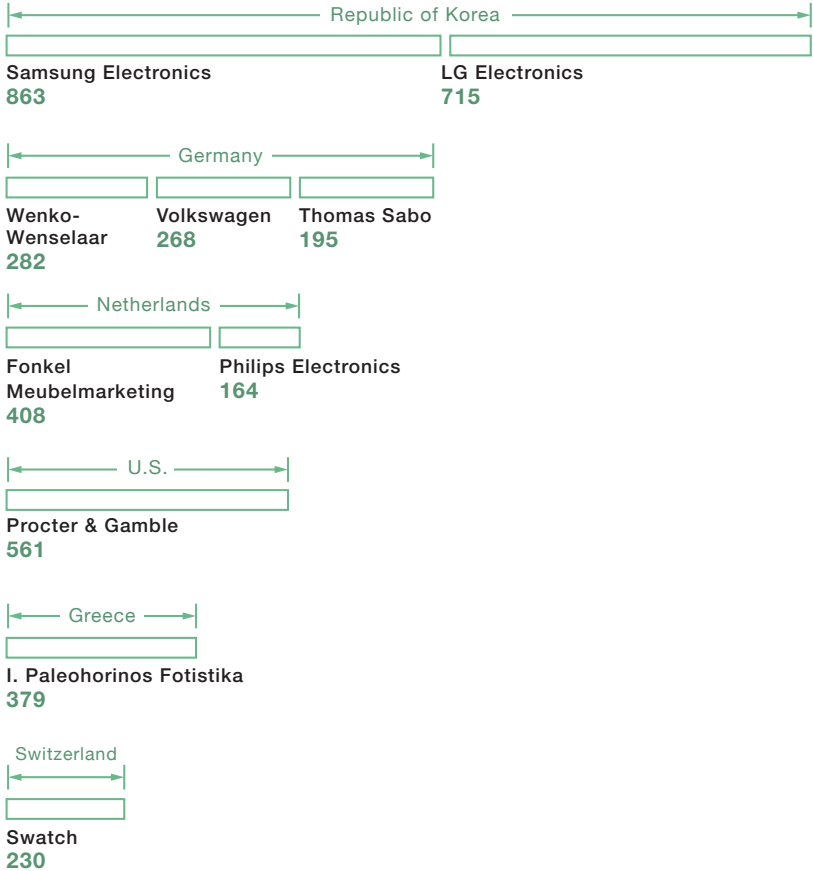 Republic of Korea
Samsung Electronics
863
LG Electronics
715
Germany
Wenko-
Wenselaar
282
Volkswagen
268
Thomas Sabo
195
Netherlands
Fonkel
Meubelmarketing
408
Philips Electronics
164
U.S.
Procter & Gamble
561
Greece
I. Paleohorinos Fotistika
379
Switzerland
Swatch
230